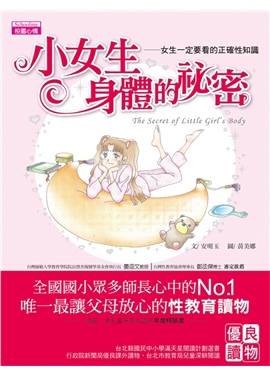 Schooltime
校園心情
——女生一定要看的正確性知識
小女生
身體的祕密
The Secret of Little Girl's Body
文/安明玉 圖/黃美娜
全國國小眾多師長心中的No.1
唯一最讓父母放心的性教育讀物
台北縣國民中小學滿天星閱讀計劃選書
行政院新聞局優良課外讀物、台北市教育局兒童深耕閱讀
優良
讀物